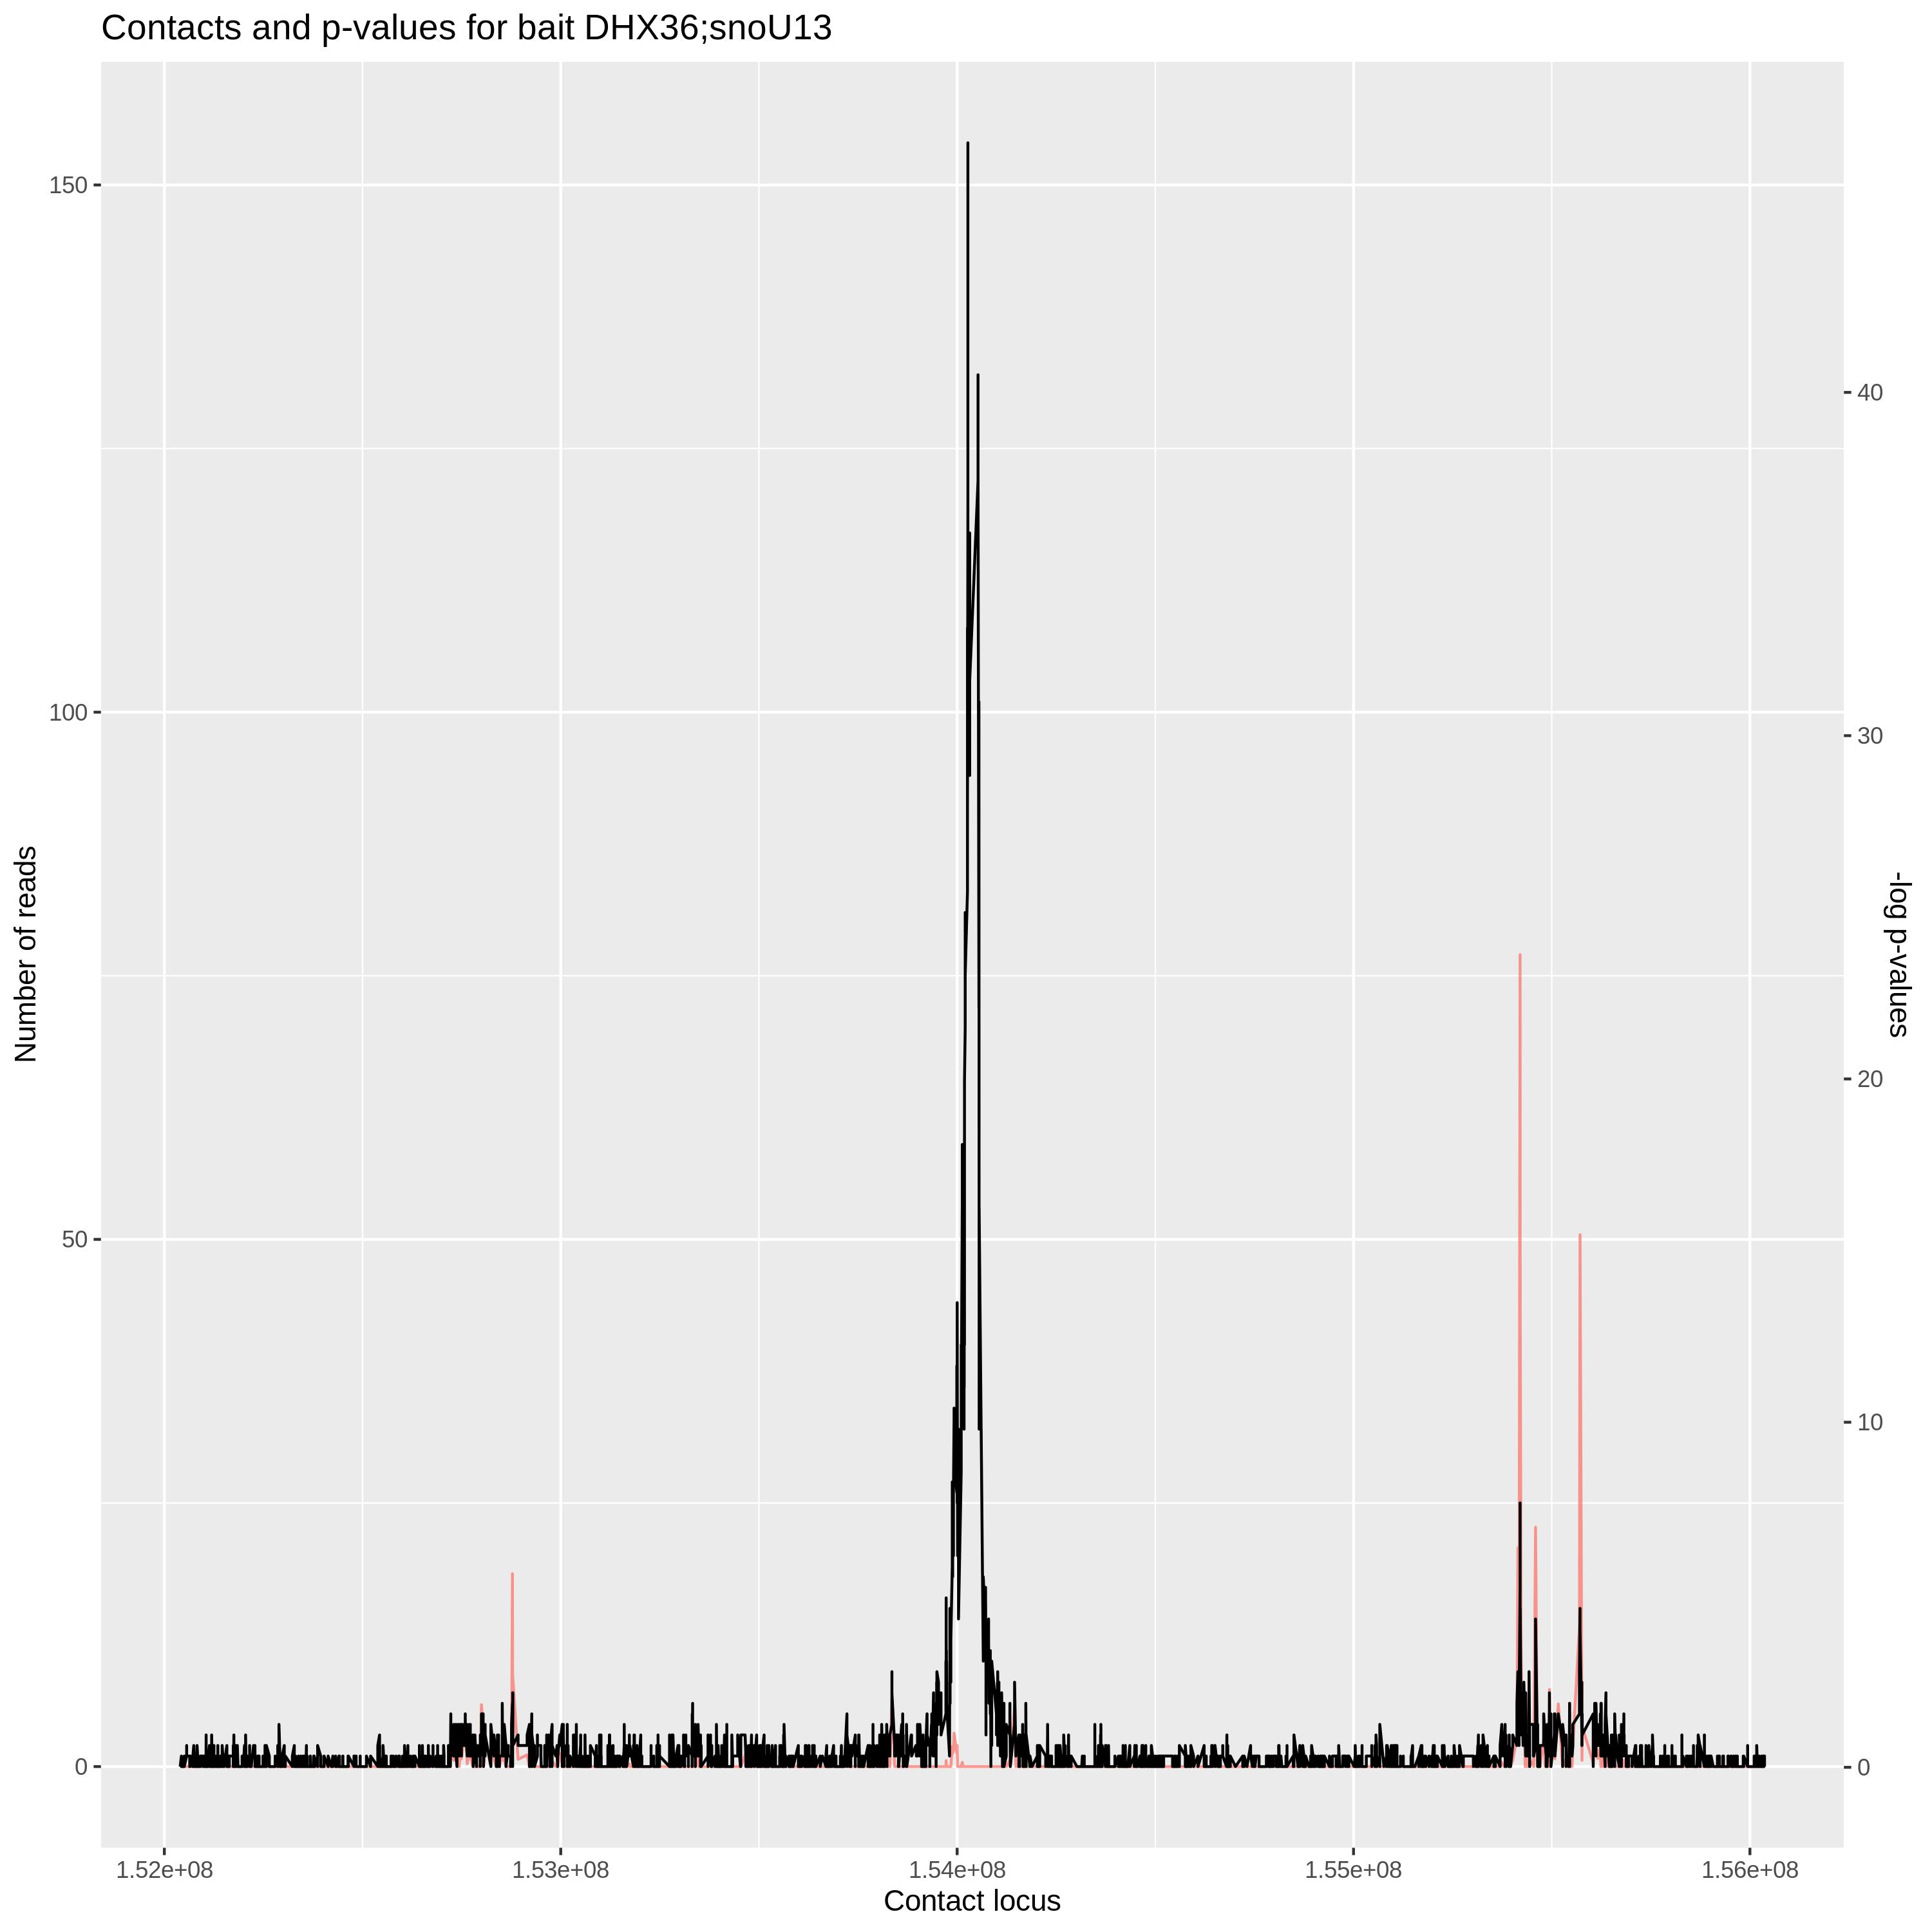 Contacts and p-values for bait DHX36;snoU13
150
100
50
0
Number of reads
40
30
20
10
0
-log p-values
1.52e+08 1.53e+08 1.54e+08 1.55e+08 1.56e+08
Contact locus